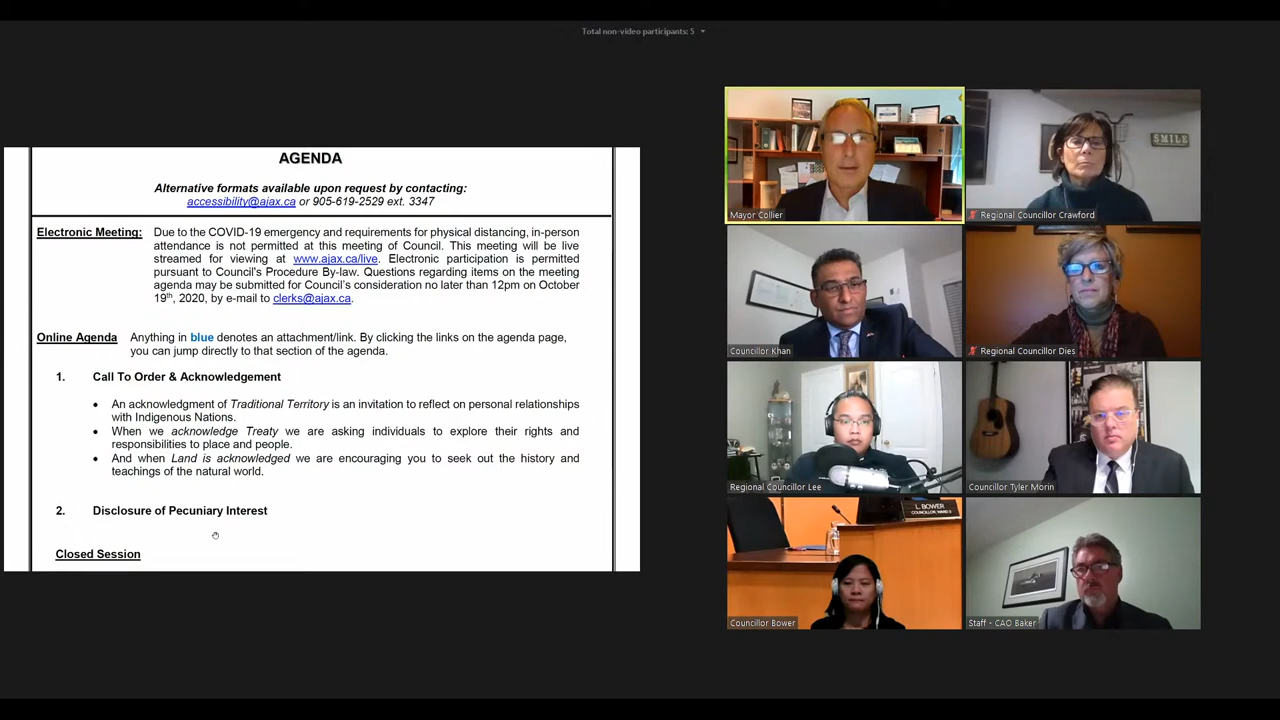 Total non-video participants: 5
AGENDA
Alternative formats available upon request by contacting:
accessibility@ajax.ca or 905-619-2529 ext. 3347
Electronic Meeting: Due to the COVID-19 emergency and requirements for physical distancing, in-person
attendance is not permitted at this meeting of Council. This meeting will be live
streamed for viewing at www.ajax.ca/live. Electronic participation is permitted
pursuant to Council's Procedure By-law. Questions regarding items on the meeting
agenda may be submitted for Council's consideration no later than 12pm on October
19th, 2020, by e-mail to clerks@ajax.ca.
Online Agenda Anything in blue denotes an attachment/link. By clicking the links on the agenda page,
you can jump directly to that section of the agenda.
1. Call To Order & Acknowledgement
• An acknowledgment of Traditional Territory is an invitation to reflect on personal relationships
with Indigenous Nations.
• When we acknowledge Treaty we are asking individuals to explore their rights and
responsibilities to place and people.
• And when Land is acknowledged we are encouraging you to seek out the history and
teachings of the natural world.
2. Disclosure of Pecuniary Interest
Closed Session
Mayor Collier
SMILE
Regional Councillor Crawford
Councillor Khan
Regional Councillor Dies
Regional Councillor Lee
Councillor Tyler Morin
L. BOWER
COUNCILLOR, WARD 3
Councillor Bower
Staff - CAO Baker